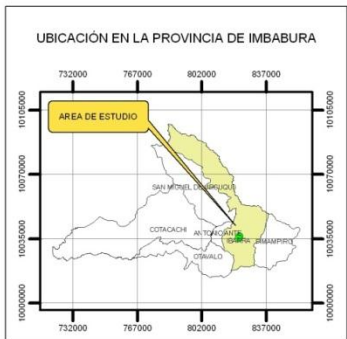 UBICACIÓN EN LA PROVINCIA DE IMBABURA
732000 767000 802000 837000
10105000
10070000
10035000
10000000
AREA DE ESTUDIO
SAN MIGUEL DE URCUQUI
COTACACHI
ANTONIO ANTE
IBARRA
PIMAMPIRO
OTAVALO
10105000
10070000
10035000
10000000
732000 767000 802000 837000